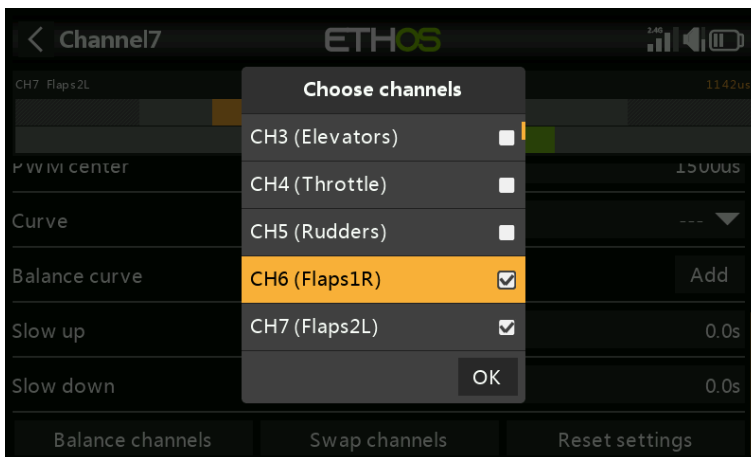 Channel7
ETHOS
2.4G
CH7 Flaps2L
1142us
Choose channels
CH3 (Elevators)
CH4 (Throttle)
CH5 (Rudders)
CH6 (Flaps1R)
CH7 (Flaps2L)
OK
PWM center
1500us
Curve
---
Balance curve
Add
Slow up
0.0s
Slow down
0.0s
Balance channels
Swap channels
Reset settings